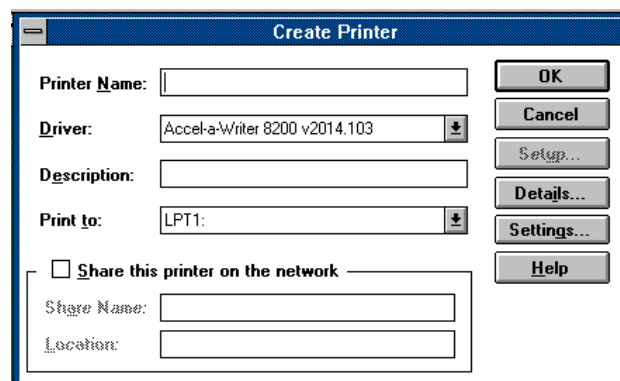 Create Printer
Printer Name:
OK
Driver:
Accel-a-Writer 8200 v2014.103
Cancel
Setup...
Description:
Details...
Print to:
LPT1:
Settings...
Share this printer on the network
Help
Share Name:
Location: